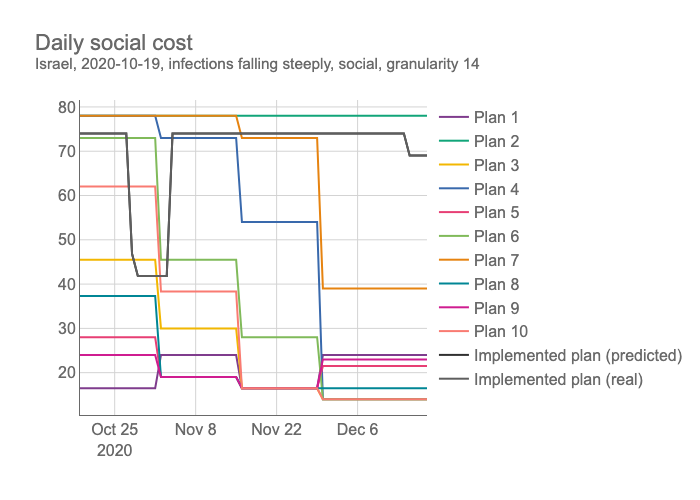 Daily social cost
Israel, 2020-10-19, infections falling steeply, social, granularity 14
80
70
60
50
40
30
20
Oct 25
2020
Nov 8
Nov 22
Dec 6
Plan 1
Plan 2
Plan 3
Plan 4
Plan 5
Plan 6
Plan 7
Plan 8
Plan 9
Plan 10
Implemented plan (predicted)
Implemented plan (real)